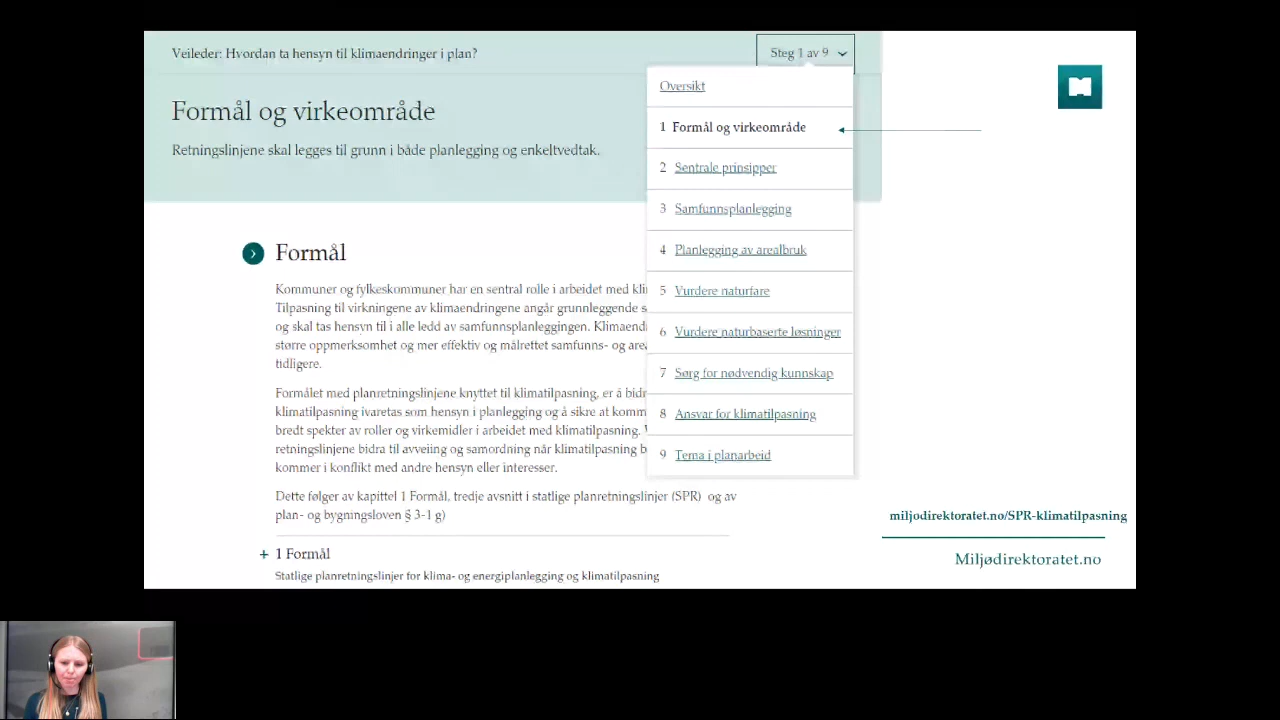 Veileder: Hvordan ta hensyn til klimaendringer i plan?
Steg 1 av 9
Formål og virkeområde
Retningslinjene skal legges til grunn i både planlegging og enkeltvedtak.
Oversikt
1 Formål og virkeområde
2 Sentrale prinsipper
3 Samfunnsplanlegging
4 Planlegging av arealbruk
5 Vurdere naturfare
6 Vurdere naturbaserte løsninger
7 Sørg for nødvendig kunnskap
8 Ansvar for klimatilpasning
9 Tema i planarbeid
Formål
Kommuner og fylkeskommuner har en sentral rolle i arbeidet med
Tilpasning til virkningene av klimaendringene angår grunnleggende
og skal tas hensyn til i alle ledd av samfunnsplanleggingen.
større oppmerksomhet og mer effektiv og målrettet samfunns- og
tidligere.
Formålet med planretningslinjene knyttet til klimatilpasning, er å
klimatilpasning ivaretas som hensyn i planlegging og å sikre at
bredt spekter av roller og virkemidler i arbeidet med klimatilpasning.
retningslinjene bidra til avveiing og samordning når klimatilpasning
kommer i konflikt med andre hensyn eller interesser.
Dette følger av kapittel 1 Formål, tredje avsnitt i statlige planretningslinjer (SPR) og av
plan- og bygningsloven § 3-1 g)
+ 1 Formål
Statlige planretningslinjer for klima- og energiplanlegging og klimatilpasning
miljodirektoratet.no/SPR-klimatilpasning
Miljødirektoratet.no